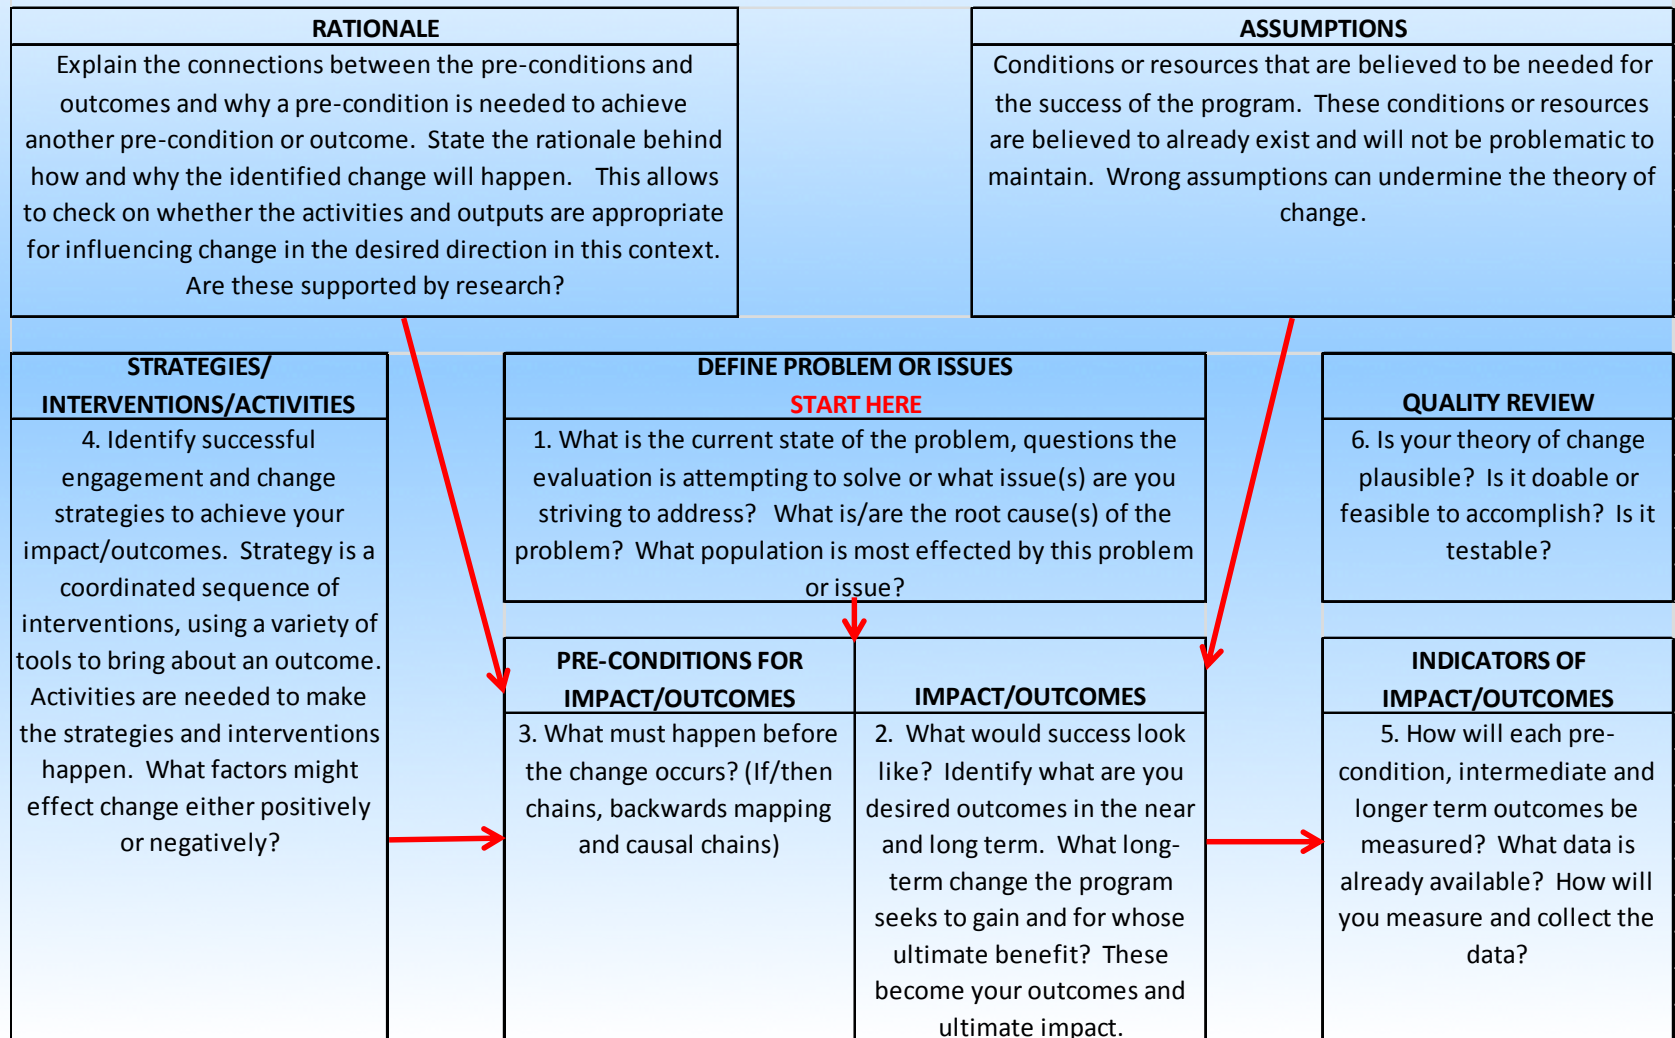 RATIONALE
Explain the connections between the pre-conditions and
outcomes and why a pre-condition is needed to achieve
another pre-condition or outcome.  State the rationale behind
how and why the identified change will happen.   This allows
to check on whether the activities and outputs are appropriate
for influencing change in the desired direction in this context.
Are these supported by research?
ASSUMPTIONS
Conditions or resources that are believed to be needed for
the success of the program.  These conditions or resources
are believed to already exist and will not be problematic to
maintain.  Wrong assumptions can undermine the theory of
change.
STRATEGIES/
INTERVENTIONS/ACTIVITIES
4. Identify successful
engagement and change
strategies to achieve your
impact/outcomes.  Strategy is a
coordinated sequence of
interventions, using a variety of
tools to bring about an outcome.
Activities are needed to make
the strategies and interventions
happen.  What factors might
effect change either positively
or negatively?
DEFINE PROBLEM OR ISSUES
START HERE
1. What is the current state of the problem, questions the
evaluation is attempting to solve or what issue(s) are you
striving to address?   What is/are the root cause(s) of the
problem?  What population is most effected by this problem
or issue?
QUALITY REVIEW
6. Is your theory of change
plausible?  Is it doable or
feasible to accomplish?  Is it
testable?
PRE-CONDITIONS FOR
IMPACT/OUTCOMES
3. What must happen before
the change occurs? (If/then
chains, backwards mapping
and causal chains)
IMPACT/OUTCOMES
2.  What would success look
like?  Identify what are you
desired outcomes in the near
and long term.  What long-
term change the program
seeks to gain and for whose
ultimate benefit?  These
become your outcomes and
ultimate impact.
INDICATORS OF
IMPACT/OUTCOMES
5. How will each pre-
condition, intermediate and
longer term outcomes be
measured?  What data is
already available?  How will
you measure and collect the
data?